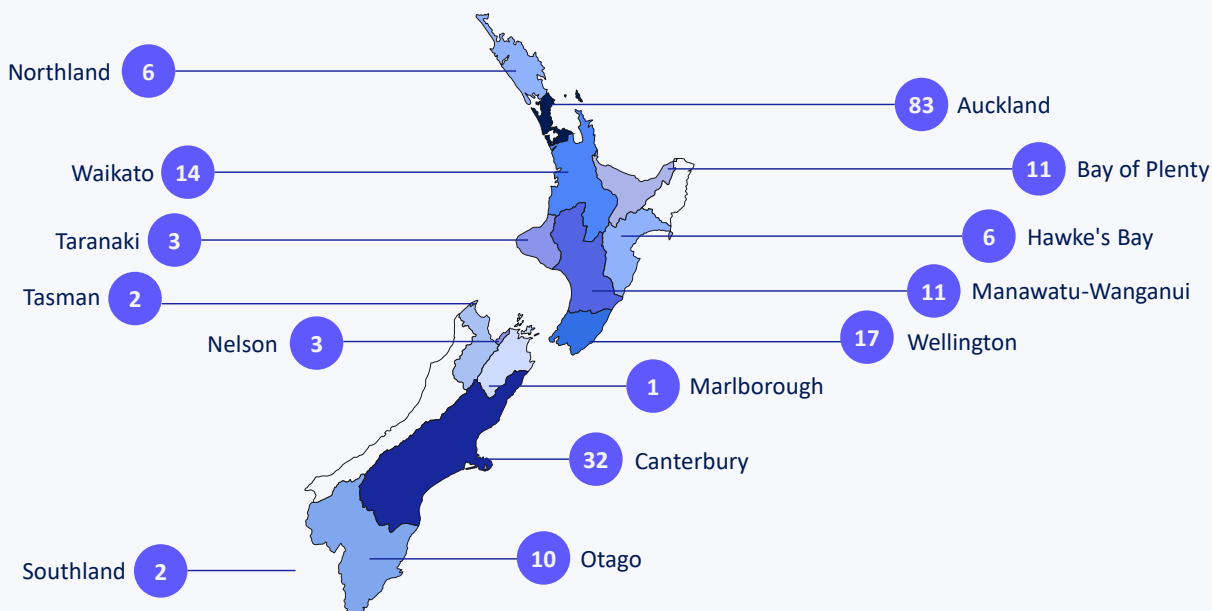 Northland 6
83 Auckland
Waikato 14
11 Bay of Plenty
Taranaki 3
6 Hawke's Bay
Tasman 2
11 Manawatu-Wanganui
Nelson 3
17 Wellington
1 Marlborough
32 Canterbury
10 Otago
Southland 2